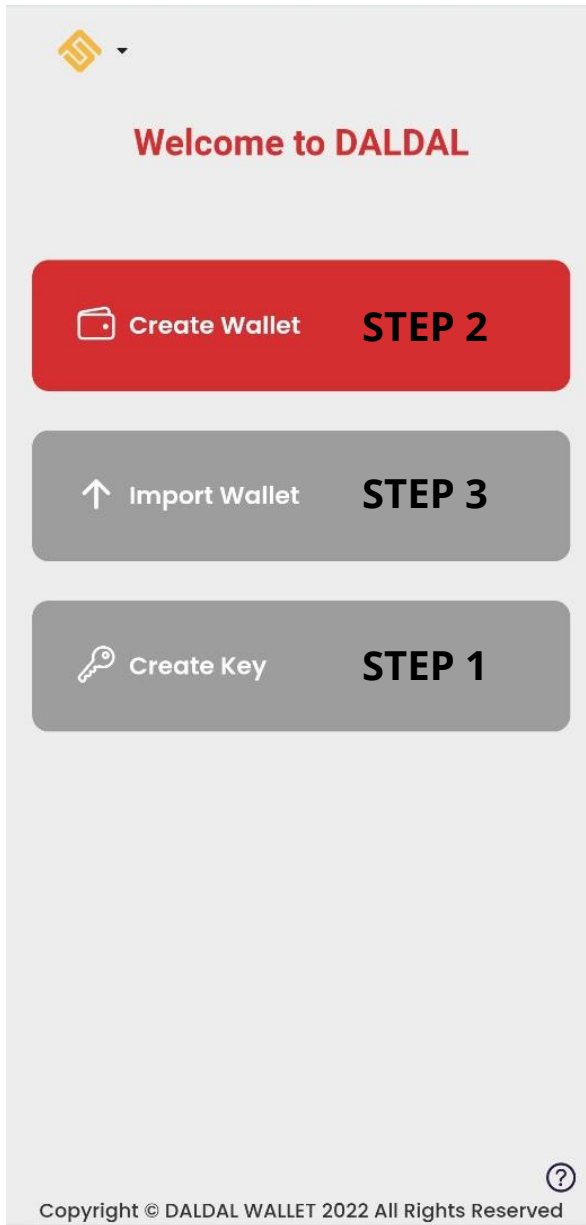 Welcome to DALDAL
Create Wallet STEP 2
Import Wallet STEP 3
Create Key STEP 1
Copyright © DALDAL WALLET 2022 All Rights Reserved